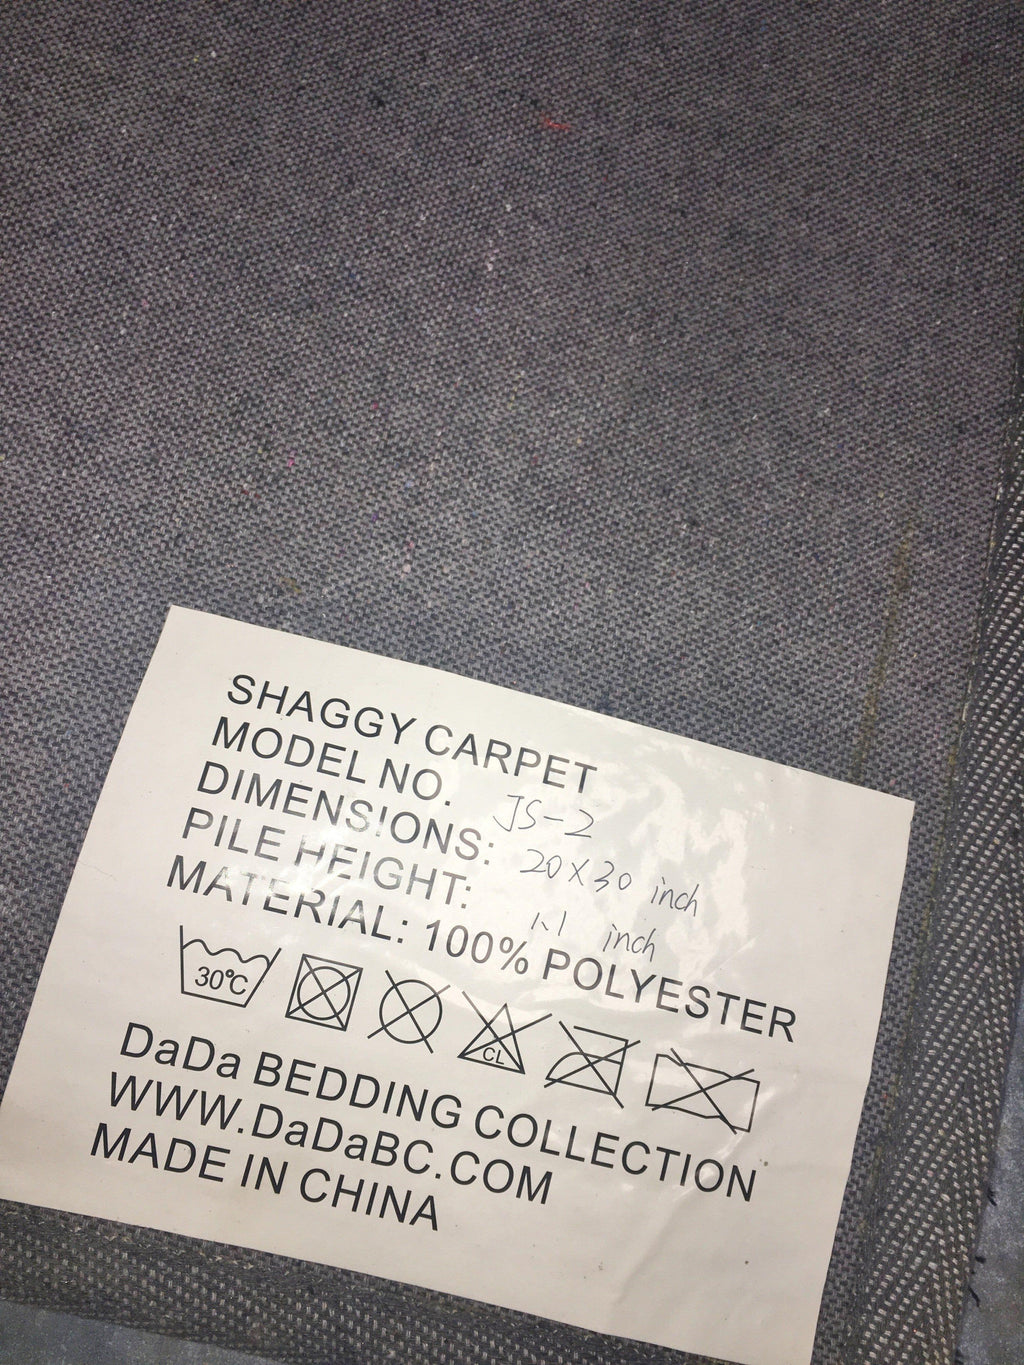 SHAGGY CARPET
MODEL NO. JS-2
DIMENSIONS: 20X30 inch
PILE HEIGHT: 1.1 inch
MATERIAL: 100% POLYESTER
30°C
CL
DaDa BEDDING COLLECTION
WWW.DaDaBC.COM
MADE IN CHINA